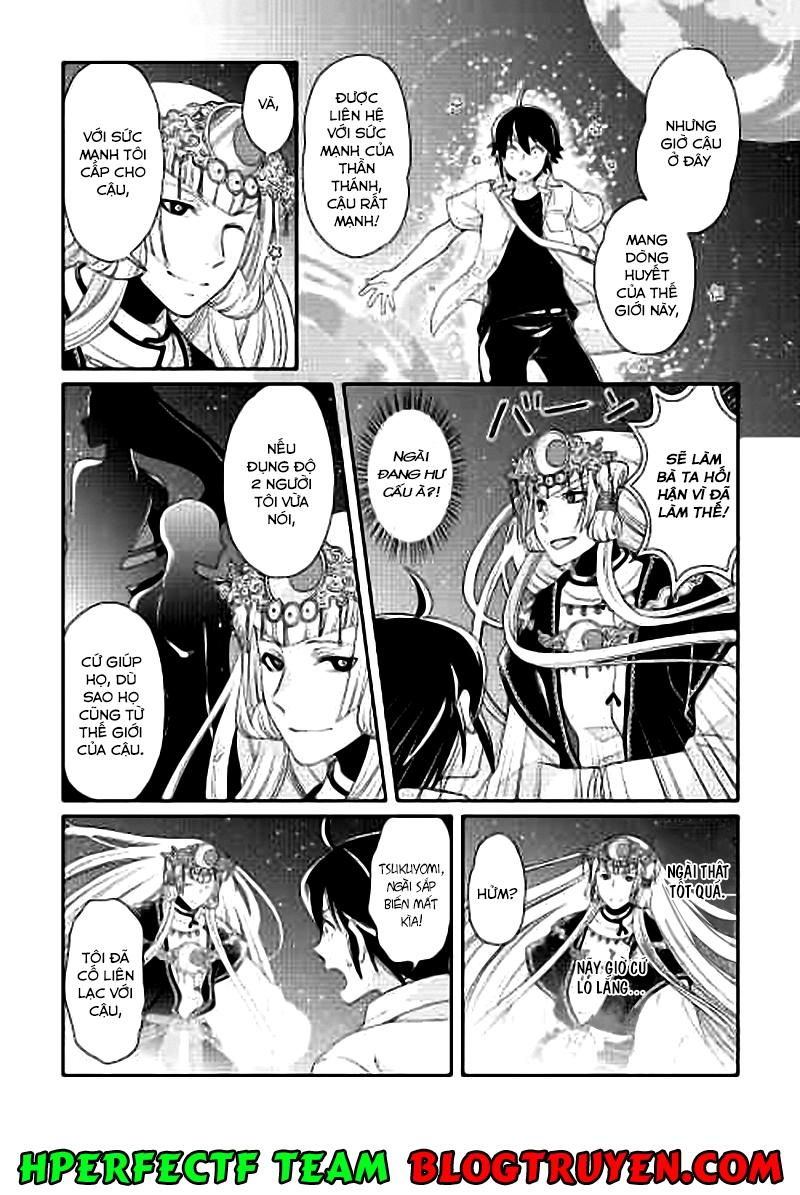 NHƯNG
GIỜ CẬU
Ở ĐÂY
MANG
DÒNG
HUYẾT
CỦA THẾ
GIỚI NÀY,
ĐƯỢC
LIÊN HỆ
VỚI SỨC
MẠNH CỦA
THẦN
THÁNH,
CẬU RẤT
MẠNH!
VÀ,
VỚI SỨC
MẠNH TÔI
CẤP CHO
CẬU,
SẼ LÀM
BÀ TA HỐI
HẬN VÌ ĐÃ
LÀM THẾ!
バーン
NGÀI
ĐANG HƯ
CẤU À?!
NẾU
ĐỤNG ĐỘ
2 NGƯỜI
TÔI VỪA
NÓI,
CỨ GIÚP
HỌ, DÙ
SAO HỌ
CŨNG TỪ
THẾ GIỚI
CỦA CẬU.
NGÀI THẬT
TỐT QUÁ.
HỬM?
NÃY GIỜ CỨ
LO LẮNG...
TSUKUYOMI,
NGÀI SẮP
BIẾN MẤT
KÌA!
TÔI ĐÃ
CỐ LIÊN
LẠC VỚI
CẬU,
HPERFECTF TEAM BLOGTRUYEN.COM